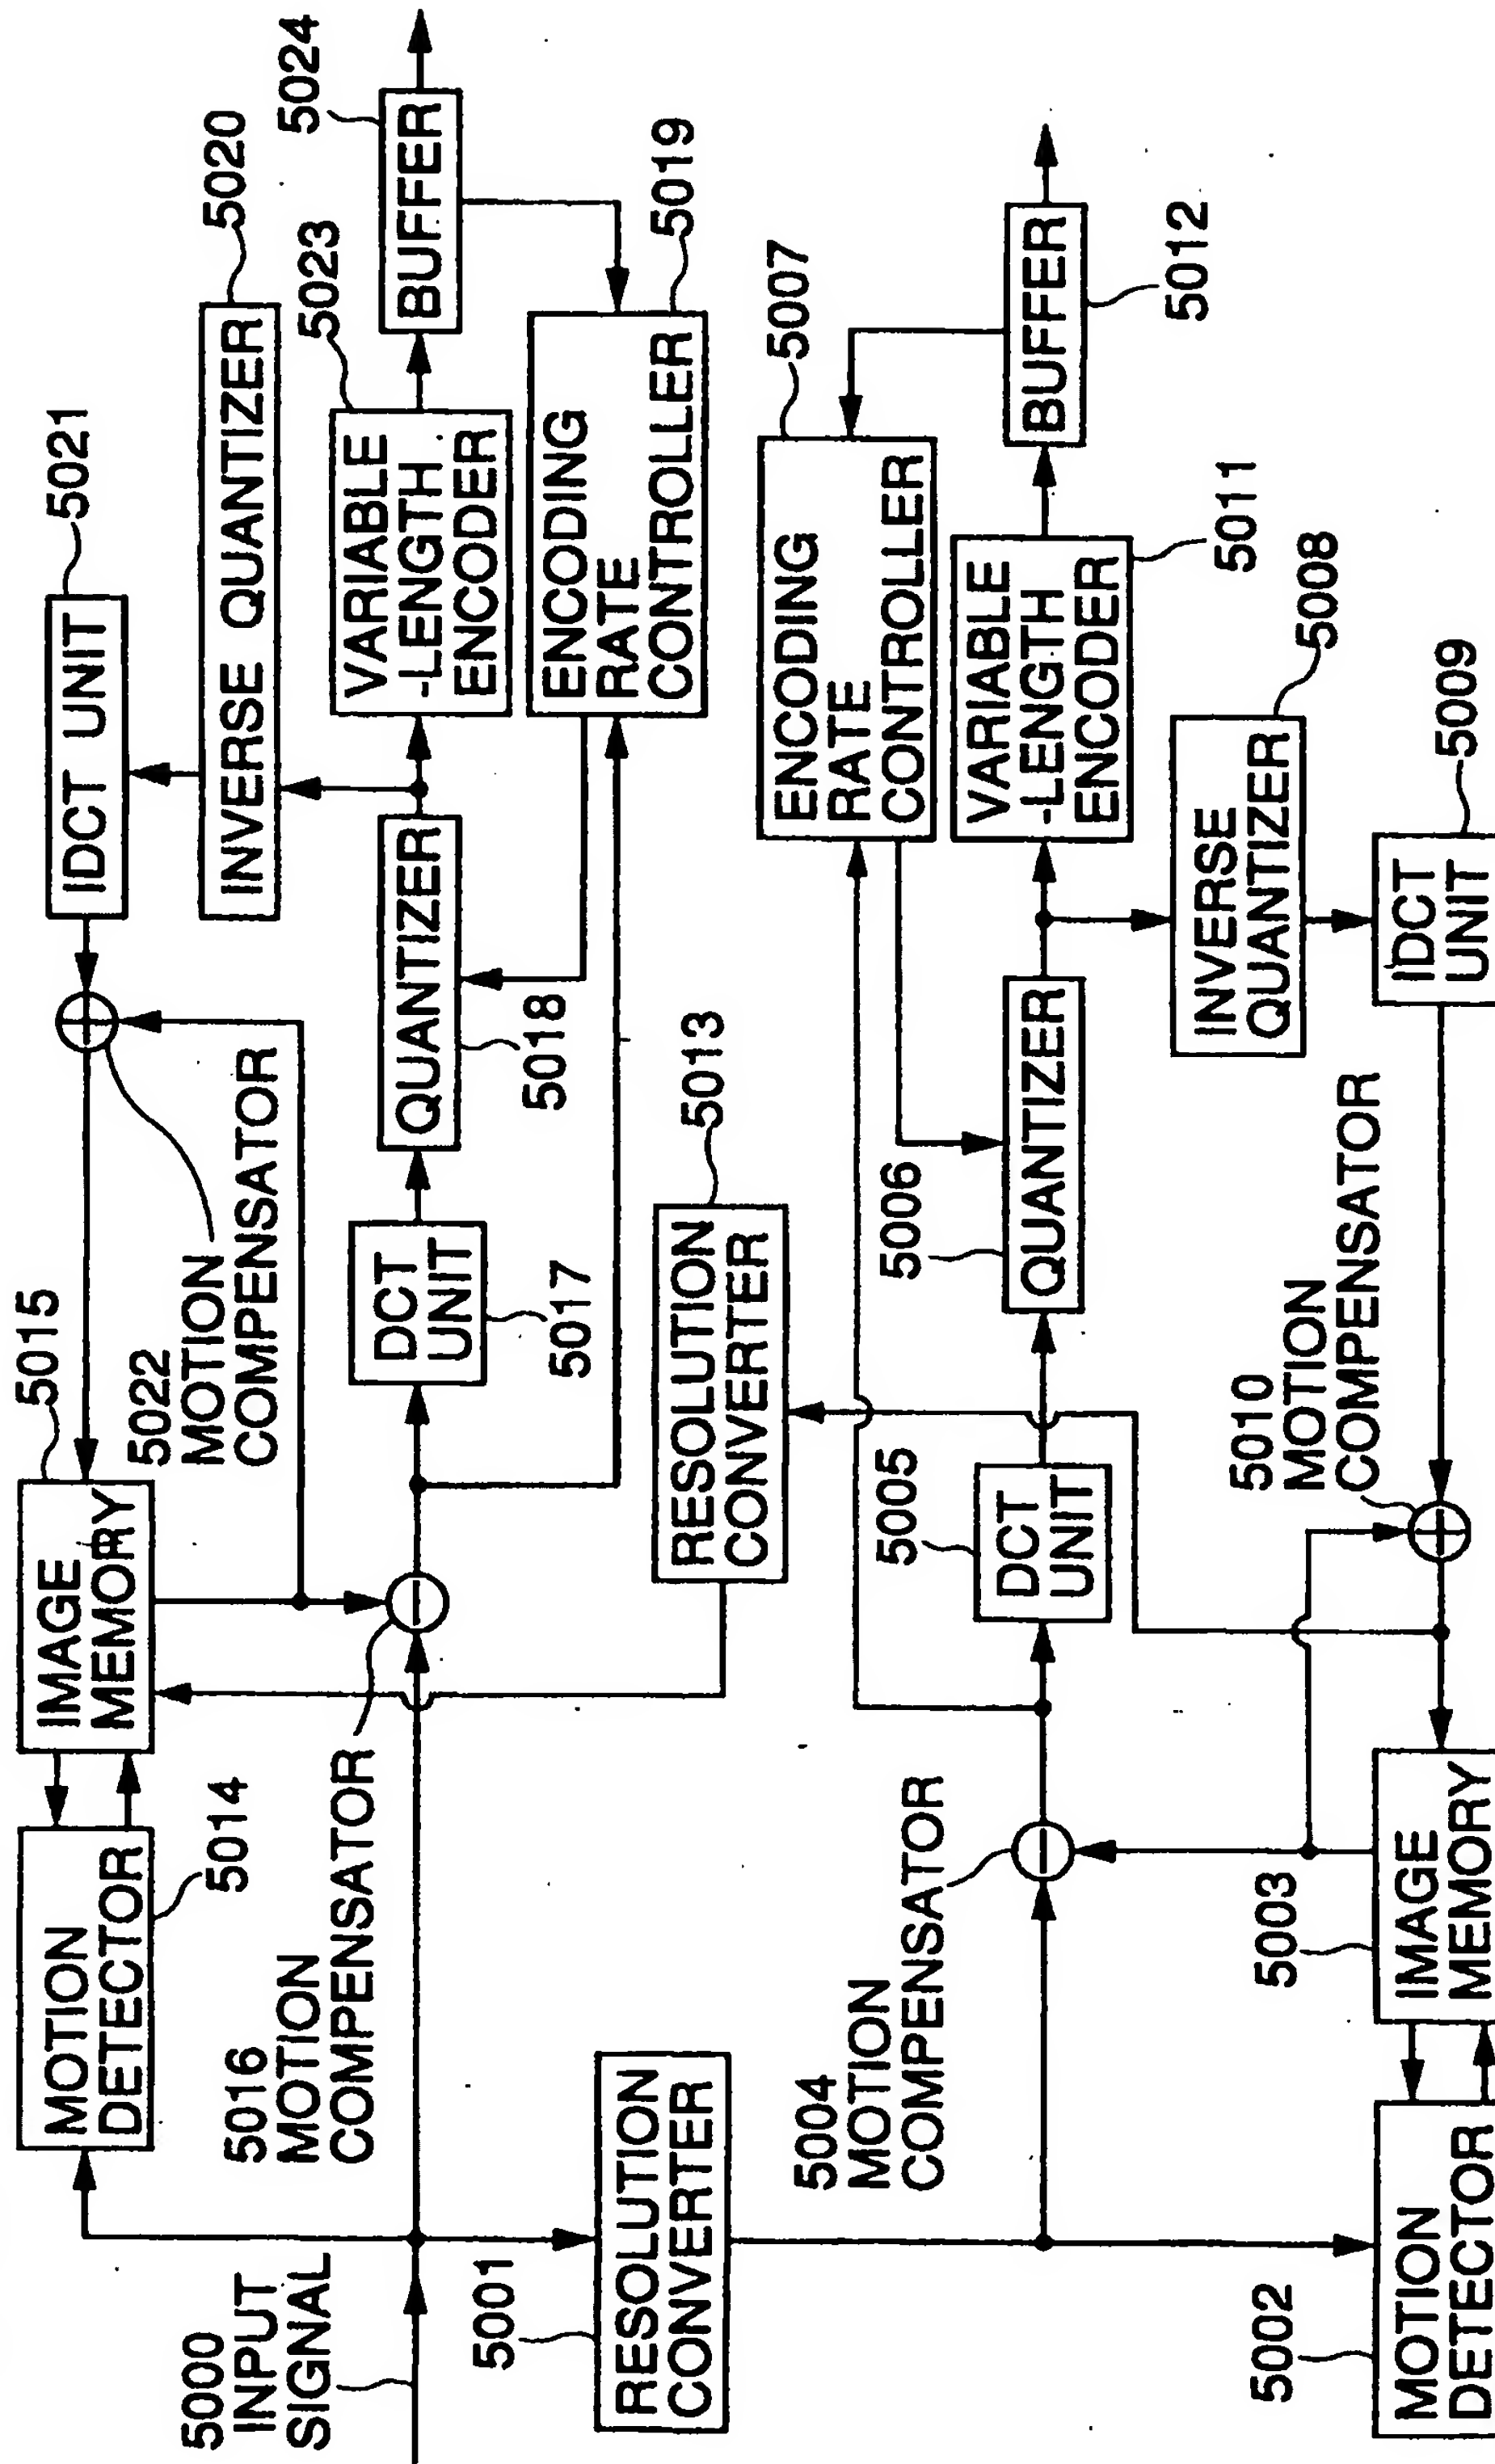 5000
INPUT
SIGNAL
MOTION
DETECTOR
5014
IMAGE
MEMORY
5015
5022
MOTION
COMPENSATOR
IDCT UNIT
5021
INVERSE QUANTIZER
5020
5016
MOTION
COMPENSATOR
DCT
UNIT
5017
QUANTIZER
5018
VARIABLE
-LENGTH
ENCODER
5023
BUFFER
5024
ENCODING
RATE
CONTROLLER
5019
5001
RESOLUTION
CONVERTER
RESOLUTION
CONVERTER
5013
5004
MOTION
COMPENSATOR
5005
DCT
UNIT
5006
QUANTIZER
ENCODING
RATE
CONTROLLER
5007
VARIABLE
-LENGTH
ENCODER
5011
BUFFER
5012
INVERSE
QUANTIZER
5008
IDCT
UNIT
5009
5010
MOTION
COMPENSATOR
5003
IMAGE
MEMORY
5002
MOTION
DETECTOR